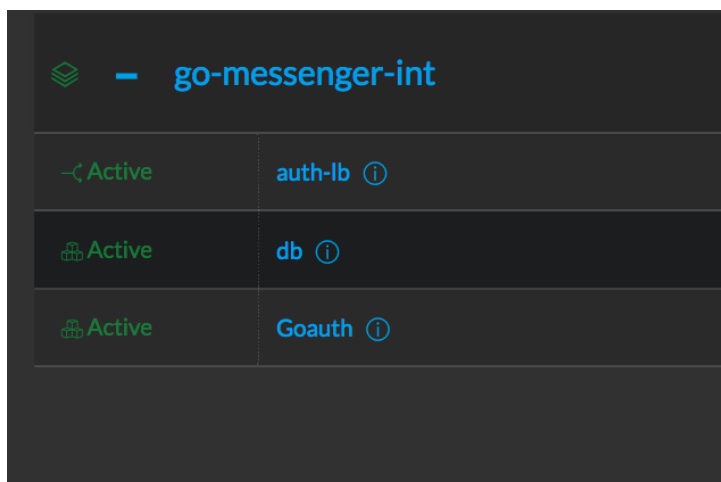 go-messenger-int
Active auth-lb
Active db
Active Goauth